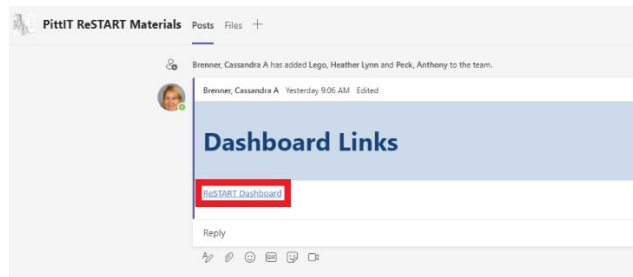 PittIT ReSTART Materials Posts Files
Brenner, Cassandra A has added Lego, Heather Lynn and Peck, Anthony to the team.
Brenner, Cassandra A Yesterday 9:06 AM Edited
Dashboard Links
ReSTART Dashboard
Reply
GIF